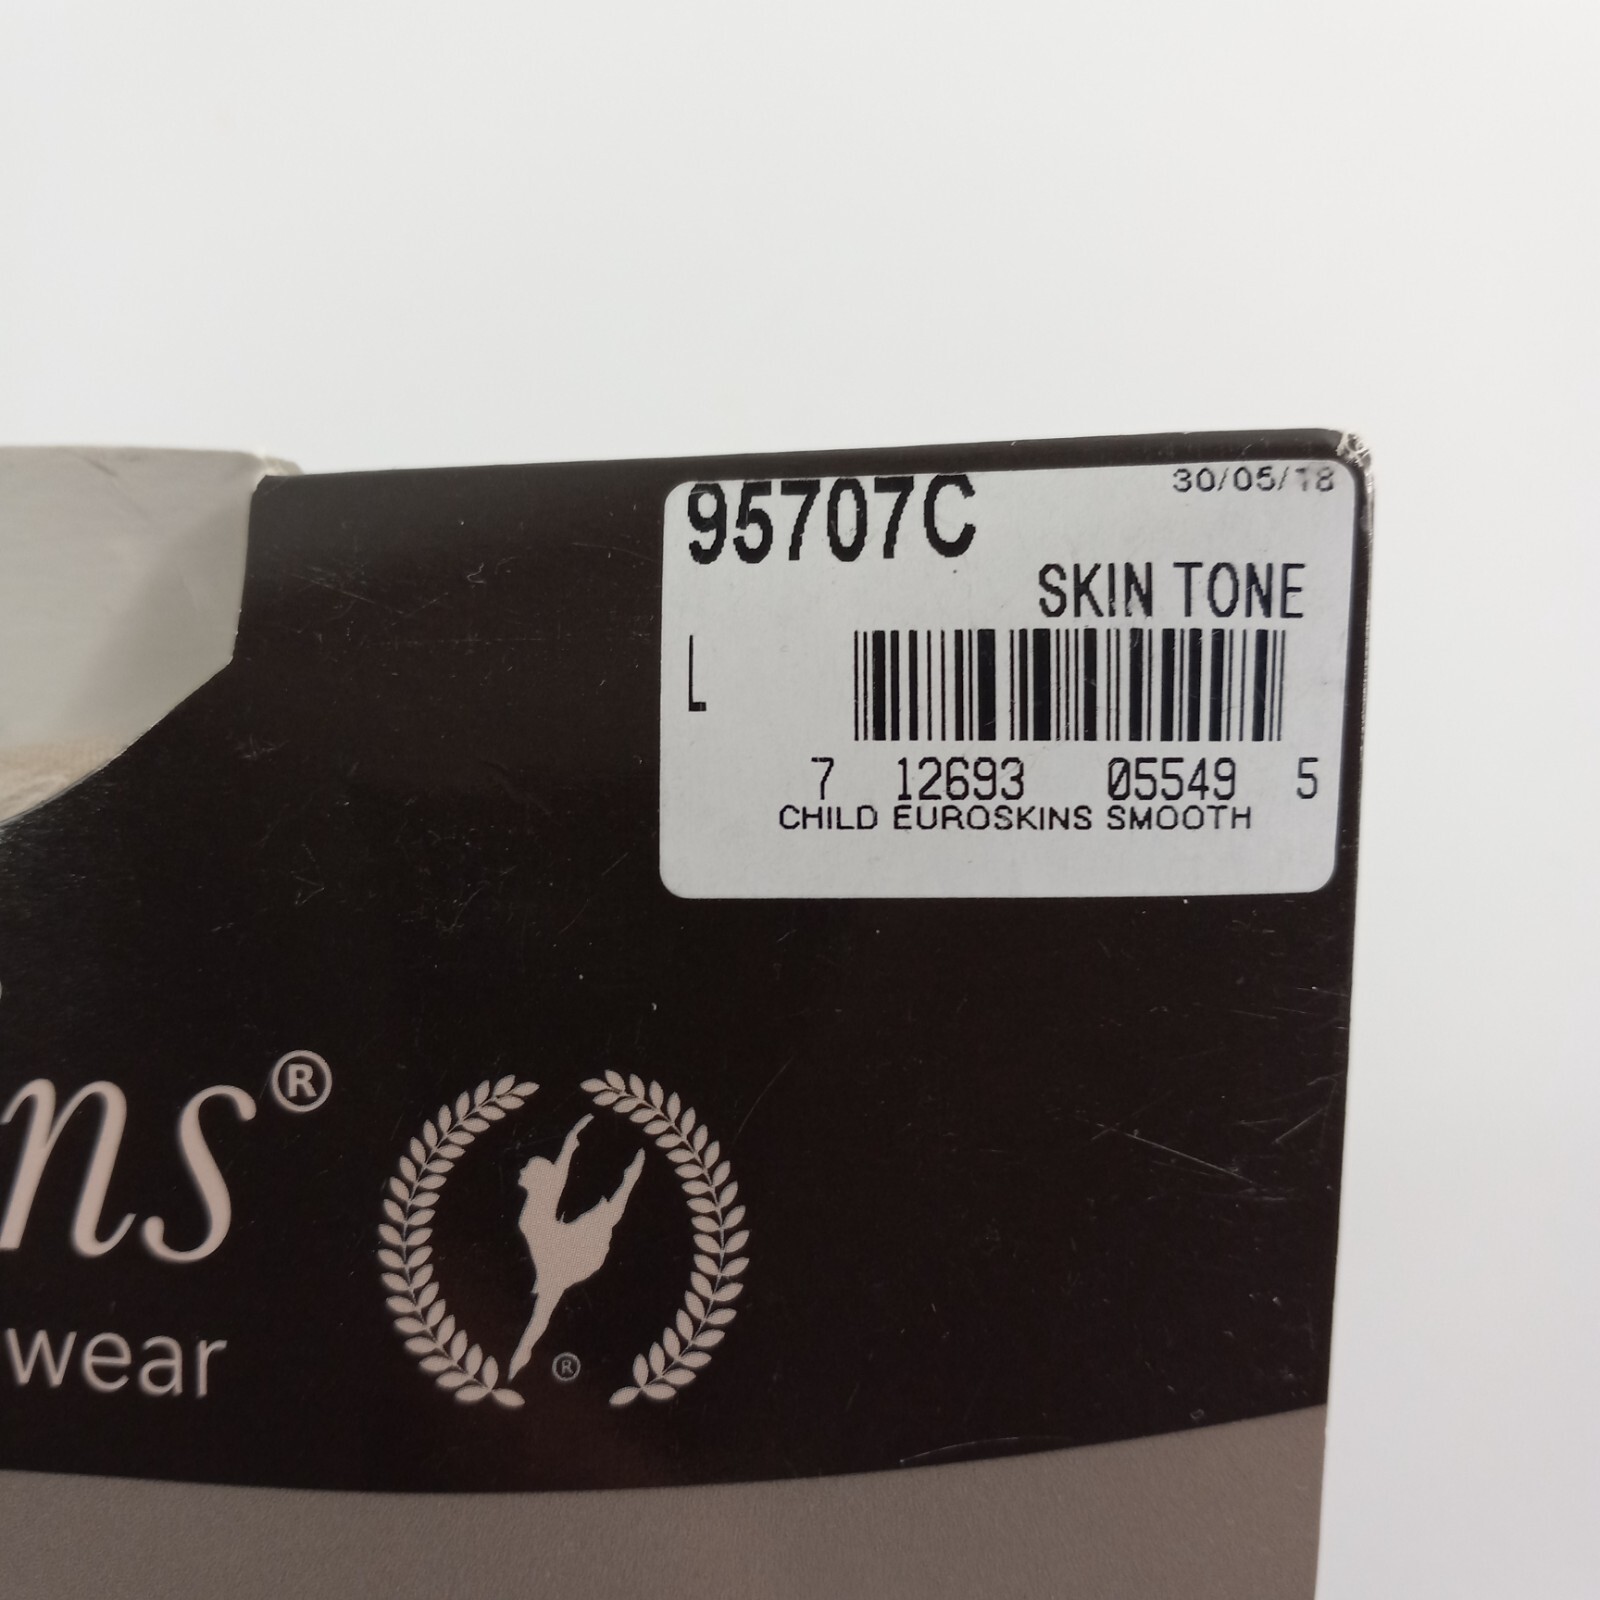 95707C 30/05/18
SKIN TONE
L
7 12693 05549 5
CHILD EUROSKINS SMOOTH
ns®
wear
®